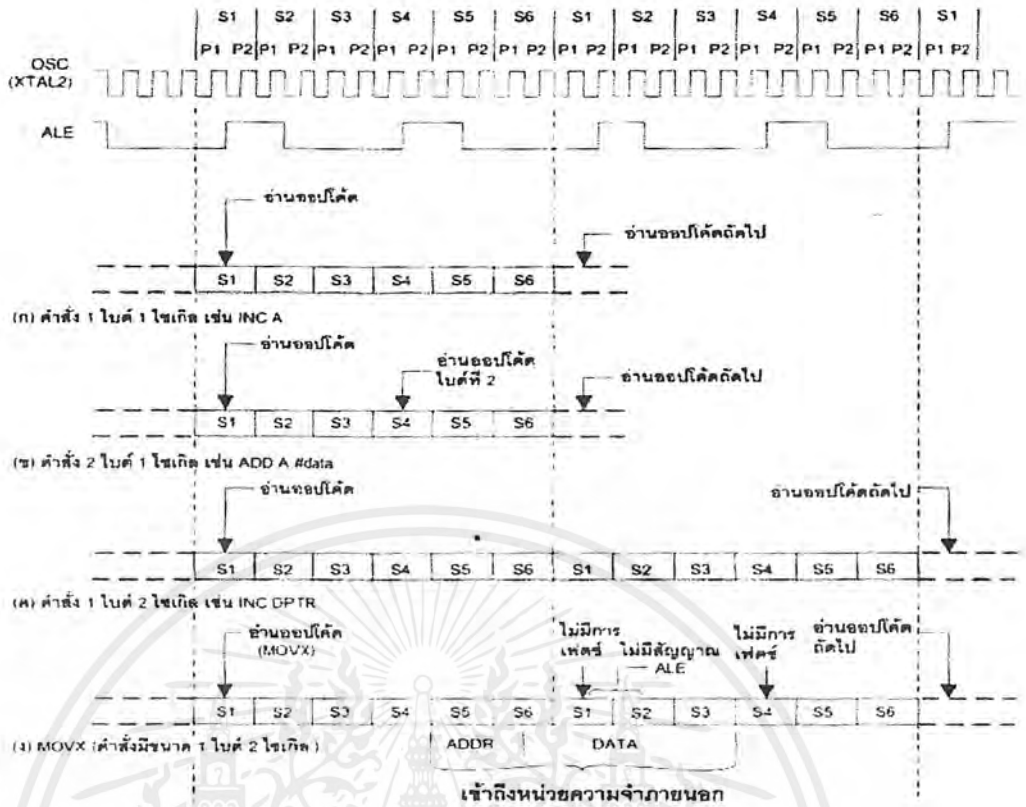 S1 S2 S3 S4 S5 S6 S1 S2 S3 S4 S5 S6 S1
P1 P2 P1 P2 P1 P2 P1 P2 P1 P2 P1 P2 P1 P2 P1 P2 P1 P2 P1 P2 P1 P2 P1 P2 P1 P2
OSC
(XTAL2)
ALE
อ่านออปโค้ด
อ่านออปโค้ดถัดไป
S1 S2 S3 S4 S5 S6
(ก) คำสั่ง 1 ไบต์ 1 ไซเกิล เช่น INC A
อ่านออปโค้ด
อ่านออปโค้ด
ไบต์ที่ 2
อ่านออปโค้ดถัดไป
S1 S2 S3 S4 S5 S6
(ข) คำสั่ง 2 ไบต์ 1 ไซเกิล เช่น ADD A #data
อ่านออปโค้ด
อ่านออปโค้ดถัดไป
S1 S2 S3 S4 S5 S6 S1 S2 S3 S4 S5 S6
(ค) คำสั่ง 1 ไบต์ 2 ไซเกิล เช่น INC DPTR
อ่านออปโค้ด
(MOVX)
ไม่มีการ
เฟตช์
ไม่มีสัญญาณ
ALE
ไม่มีการ
เฟตช์
อ่านออปโค้ด
ถัดไป
S1 S2 S3 S4 S5 S6 S1 S2 S3 S4 S5 S6
(ง) MOVX (คำสั่งมีขนาด 1 ไบต์ 2 ไซเกิล)
ADDR DATA
เข้าถึงหน่วยความจำภายนอก